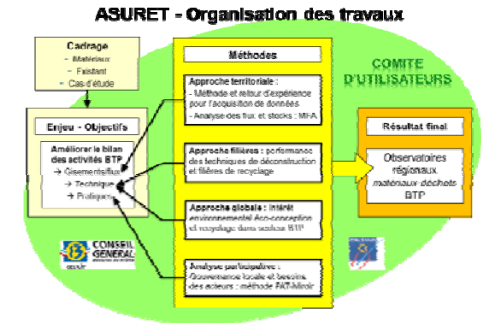 ASURET - Organisation des travaux
Cadrage
- Matériaux
- Existant
- Cas d'étude
Enjeu - Objectifs
Améliorer le bilan
des activités BTP
→ Gisements/flux
→ Technique
→ Pratiques
CONSEIL
GENERAL
Méthodes
Approche territoriale :
- Méthode et retour d'expérience
pour l'acquisition de données
- Analyse des flux et stocks : MFA
Approche filières : performance
des techniques de déconstruction
et filières de recyclage
Approche globale : Intérêt
environnemental éco-conception
et recyclage dans secteur BTP
Analyse participative :
Gouvernance locale et besoins
des acteurs : méthode PAT-Miroir
COMITE
D'UTILISATEURS
Résultat final
Observatoires
régionaux
matériaux-déchets
BTP